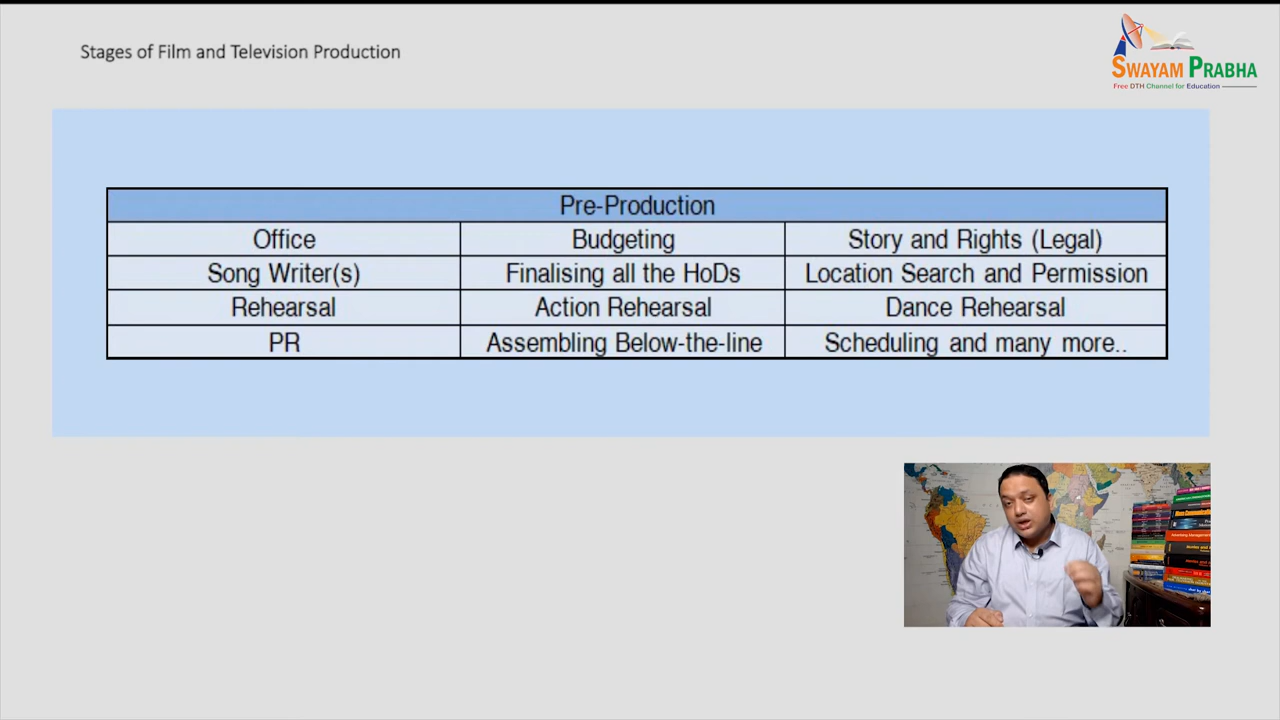 Stages of Film and Television Production
SWAYAM PRABHA
Free DTH Channel for Education
Pre-Production
Office Budgeting Story and Rights (Legal)
Song Writer(s) Finalising all the HoDs Location Search and Permission
Rehearsal Action Rehearsal Dance Rehearsal
PR Assembling Below-the-line Scheduling and many more..